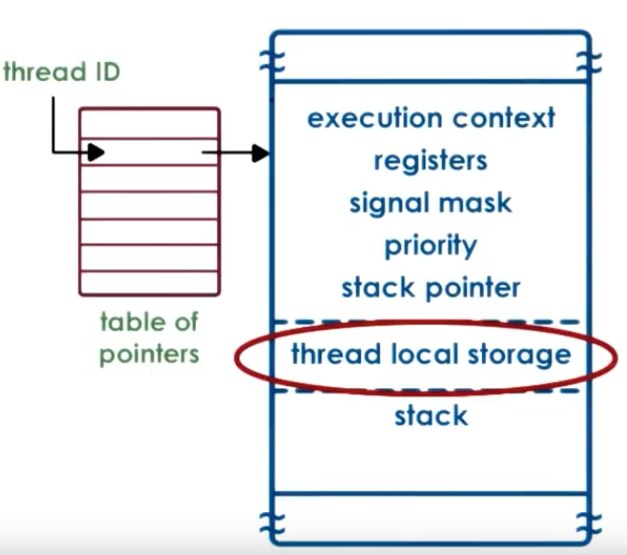 thread ID
table of
pointers
execution context
registers
signal mask
priority
stack pointer
thread local storage
stack